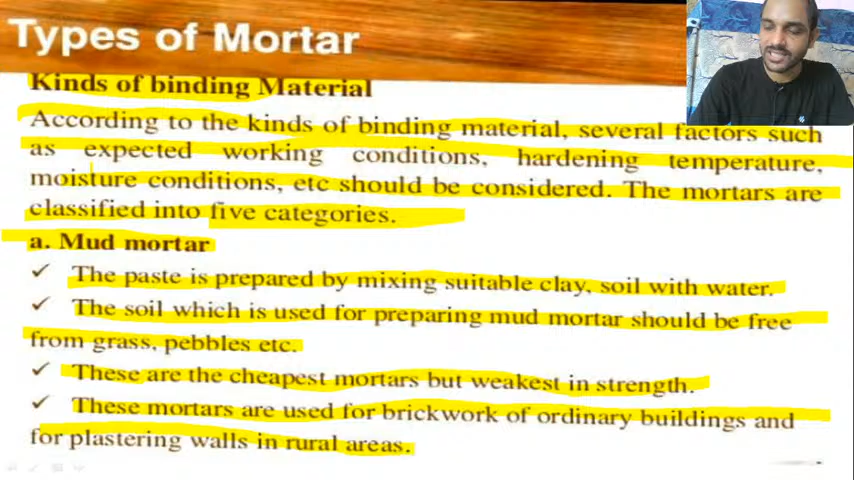 Types of Mortar
Kinds of binding Material
According to the kinds of binding material, several factors such
as expected working conditions, hardening temperature,
moisture conditions, etc should be considered. The mortars are
classified into five categories.
a. Mud mortar
✓ The paste is prepared by mixing suitable clay, soil with water.
✓ The soil which is used for preparing mud mortar should be free
from grass, pebbles etc.
✓ These are the cheapest mortars but weakest in strength.
✓ These mortars are used for brickwork of ordinary buildings and
for plastering walls in rural areas.